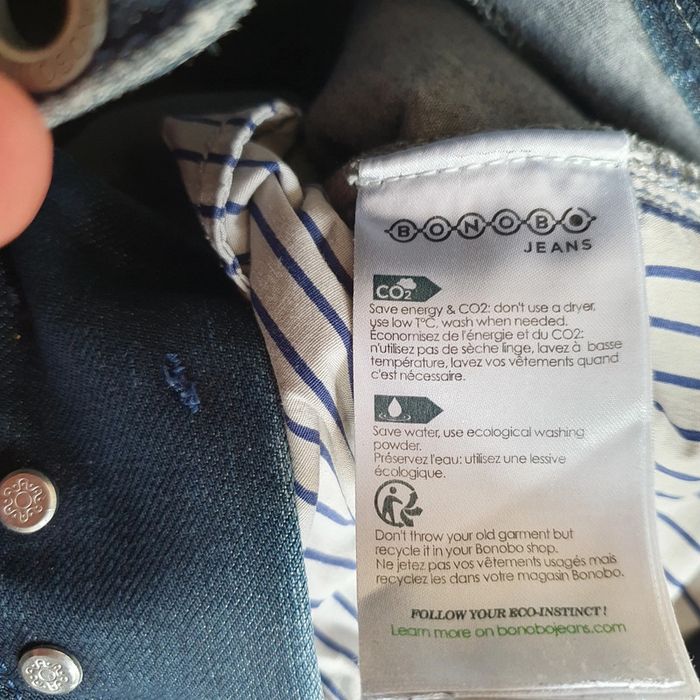 BONOBO
JEANS
CO2
Save energy & CO2: don't use a dryer,
use low T°C, wash when needed.
Économisez de l'énergie et du CO2:
n'utilisez pas de sèche linge, lavez à basse
température, lavez vos vêtements quand
c'est nécessaire.
Save water, use ecological washing
powder.
Préservez l'eau: utilisez une lessive
écologique.
Don't throw your old garment but
recycle it in your Bonobo shop.
Ne jetez pas vos vêtements usagés mais
recyclez les dans votre magasin Bonobo.
FOLLOW YOUR ECO-INSTINCT !
Learn more on bonobojeans.com